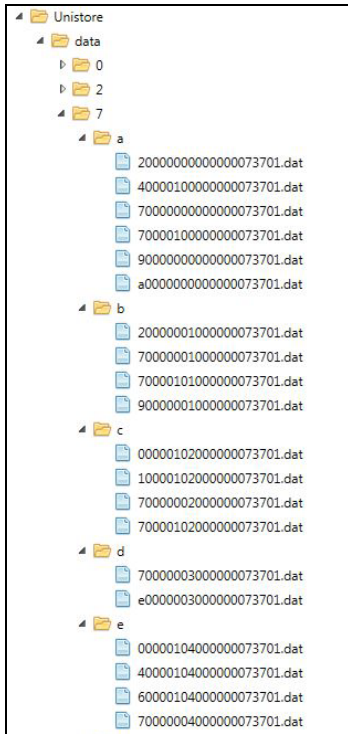 Unistore
data
0
2
7
a
20000000000000073701.dat
40000100000000073701.dat
70000000000000073701.dat
70000100000000073701.dat
90000000000000073701.dat
a0000000000000073701.dat
b
20000001000000073701.dat
70000001000000073701.dat
70000101000000073701.dat
90000001000000073701.dat
c
00000102000000073701.dat
10000102000000073701.dat
70000002000000073701.dat
70000102000000073701.dat
d
70000003000000073701.dat
e0000003000000073701.dat
e
00000104000000073701.dat
40000104000000073701.dat
60000104000000073701.dat
70000004000000073701.dat